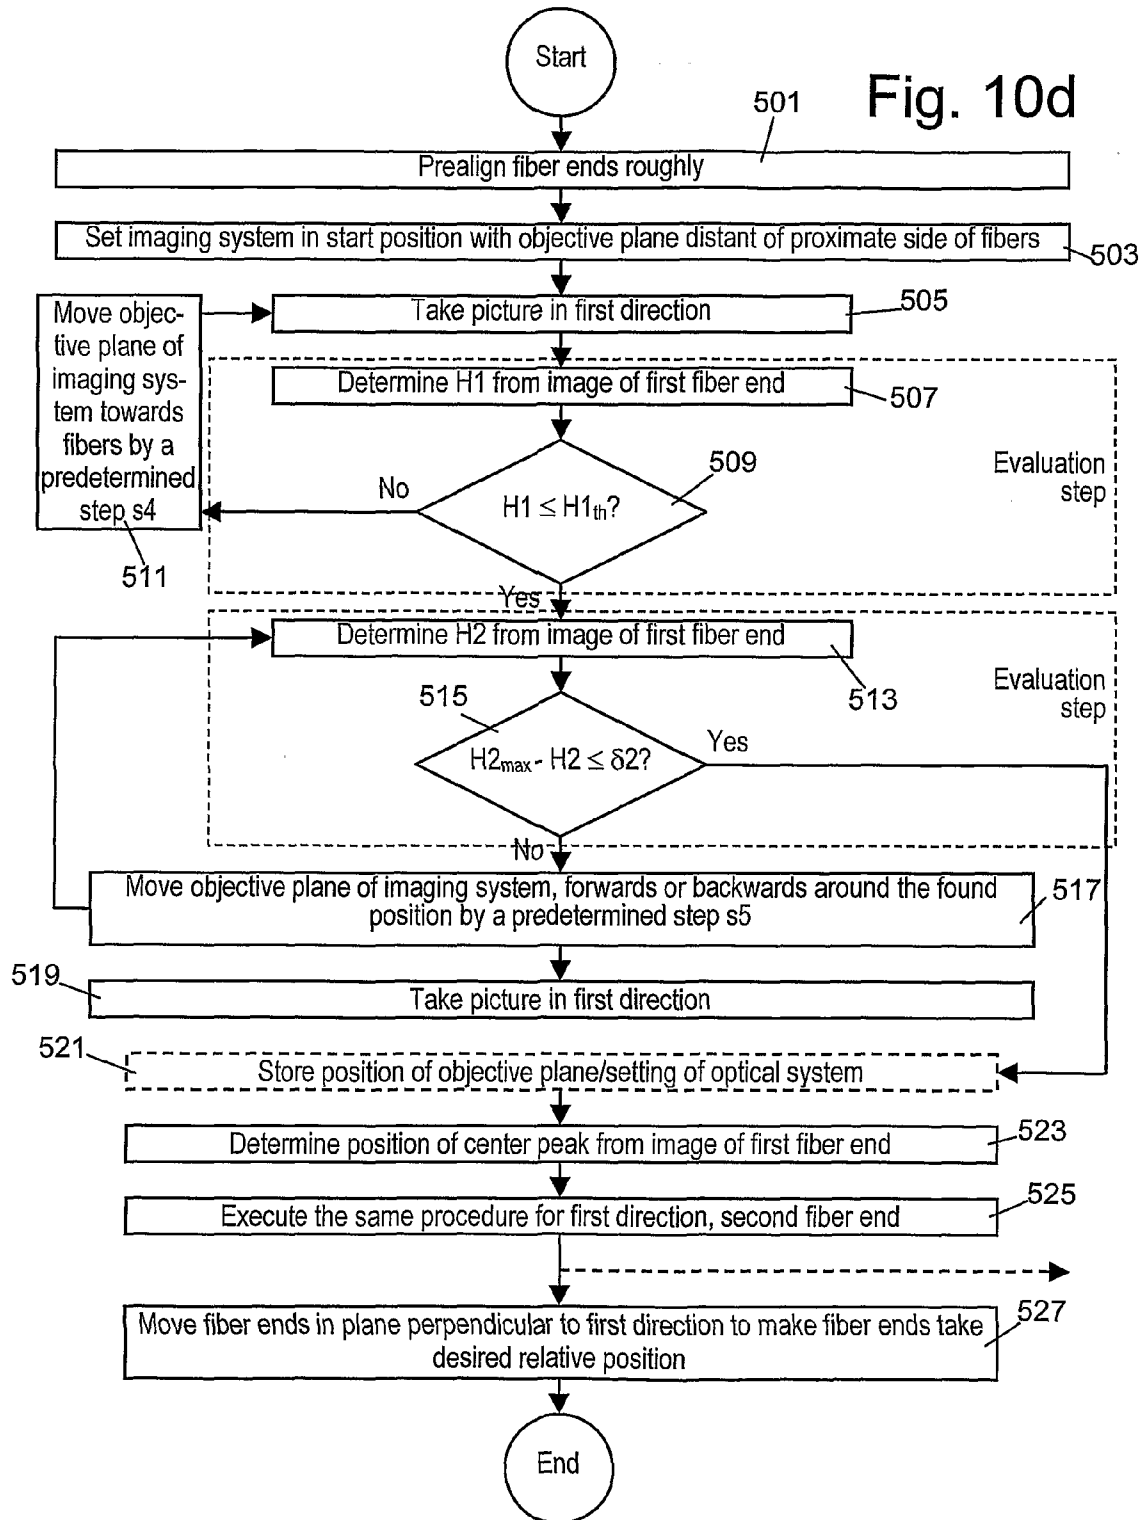 Start
Fig. 10d
501
Prealign fiber ends roughly
Set imaging system in start position with objective plane distant of proximate side of fibers
503
Take picture in first direction
505
Move objec-
tive plane of
imaging sys-
tem towards
fibers by a
predetermined
step s4
511
Determine H1 from image of first fiber end
507
Evaluation
step
509
No
H1 ≤ H1th?
Yes
Determine H2 from image of first fiber end
513
Evaluation
step
515
H2max - H2 ≤ δ2?
Yes
No
Move objective plane of imaging system, forwards or backwards around the found
position by a predetermined step s5
517
519
Take picture in first direction
521
Store position of objective plane/setting of optical system
Determine position of center peak from image of first fiber end
523
Execute the same procedure for first direction, second fiber end
525
Move fiber ends in plane perpendicular to first direction to make fiber ends take
desired relative position
527
End